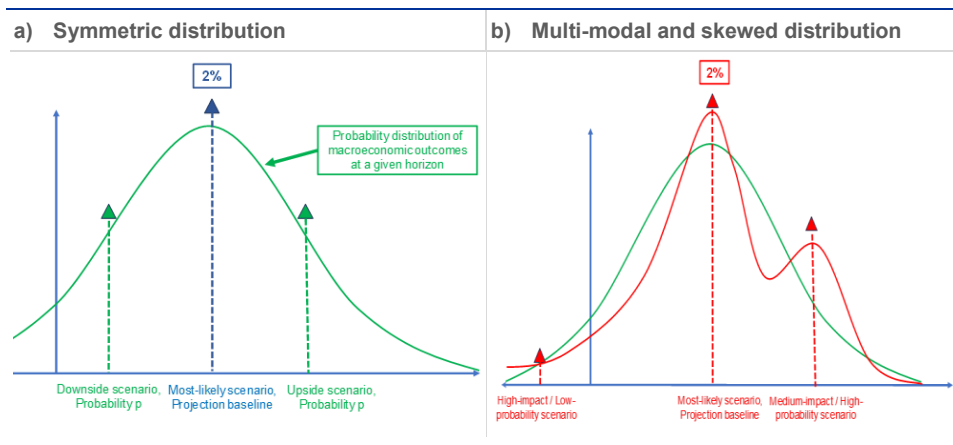 a) Symmetric distribution
2%
Probability distribution of
macroeconomic outcomes
at a given horizon
Downside scenario,
Probability p
Most-likely scenario,
Projection baseline
Upside scenario,
Probability p
b) Multi-modal and skewed distribution
2%
High-impact / Low-
probability scenario
Most-likely scenario,
Projection baseline
Medium-impact / High-
probability scenario